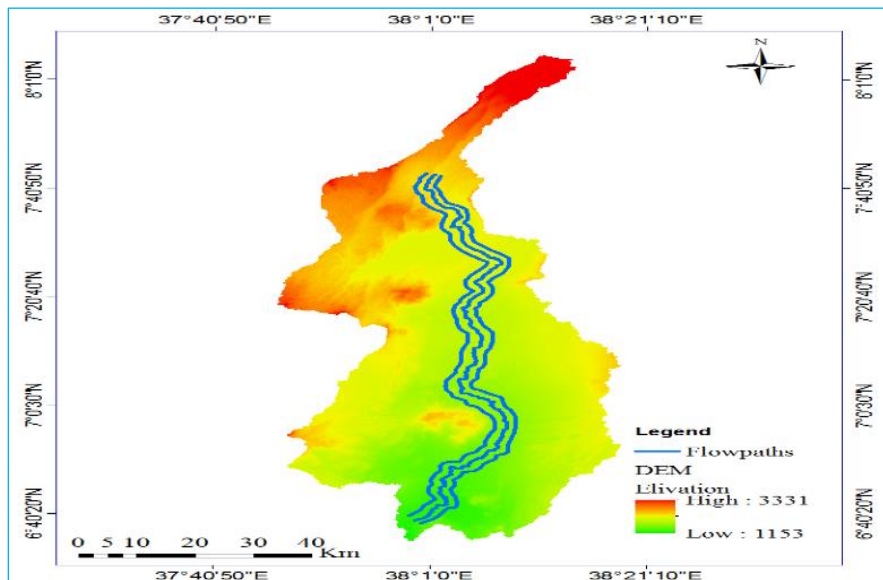 37°40'50"E 38°1'0"E 38°21'10"E
N
8°1'0"N 8°1'0"N
7°40'50"N 7°40'50"N
7°20'40"N 7°20'40"N
7°0'30"N 7°0'30"N
6°40'20"N 6°40'20"N
Legend
Flowpaths
DEM
Elivation
High : 3331
Low : 1153
0 5 10 20 30 40
Km
37°40'50"E 38°1'0"E 38°21'10"E